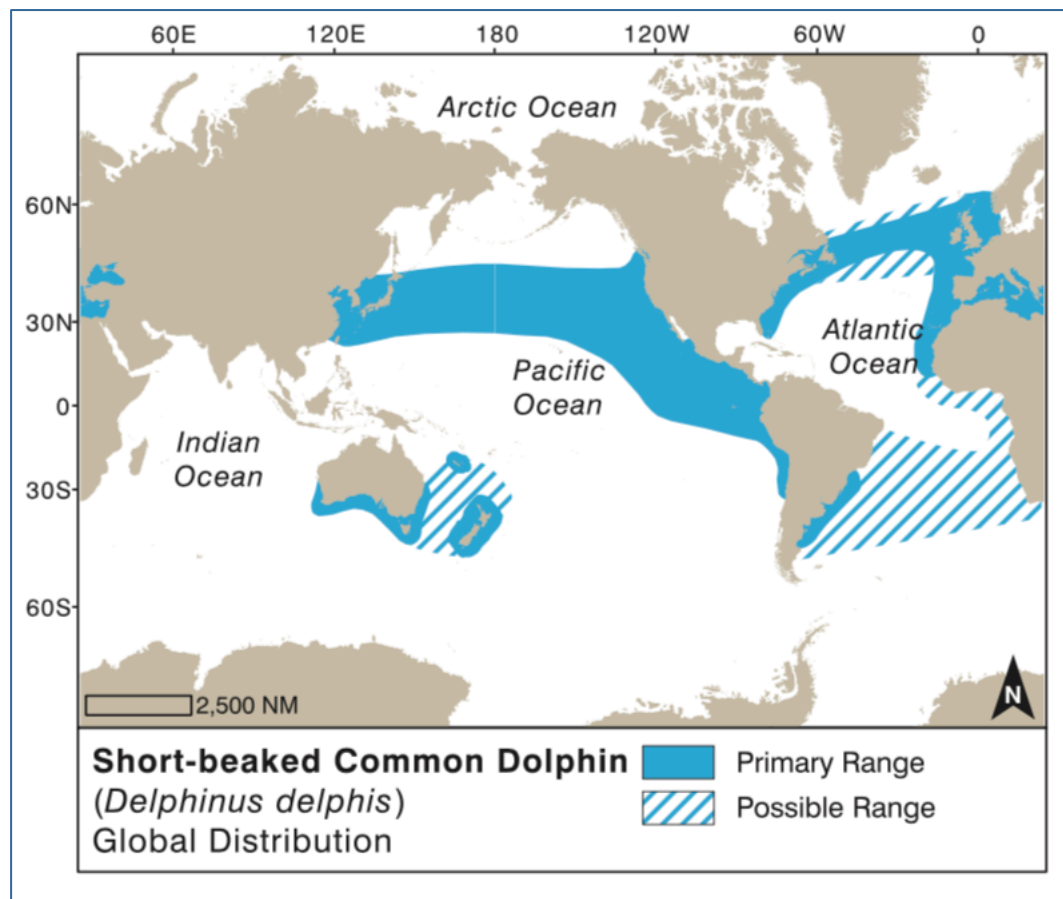 60E 120E 180 120W 60W 0
Arctic Ocean
60N
30N
Atlantic
Ocean
Pacific
Ocean
0
Indian
Ocean
30S
60S
2,500 NM
N
Short-beaked Common Dolphin
(Delphinus delphis)
Global Distribution
Primary Range
Possible Range